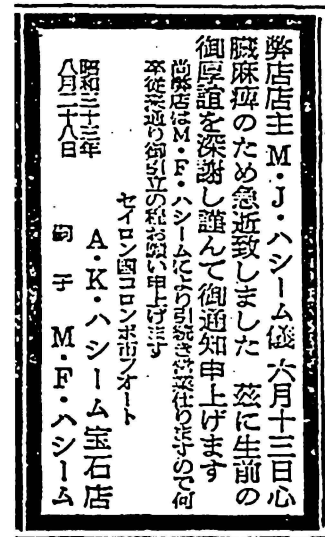 弊店店主M・J・ハシーム儀 六月十三日心
臓麻痺のため急逝致しました 玆に生前の
御厚誼を深謝し謹んで御通知申上げます
尚弊店はM・F・ハシームにより引続き営業仕りますので何
卒従来通り御引立の程お願い申上げます
昭和三十三年
八月二十八日
セイロン國コロンボ市フォート
A・K・ハシーム宝石店
嗣子 M・F・ハシーム